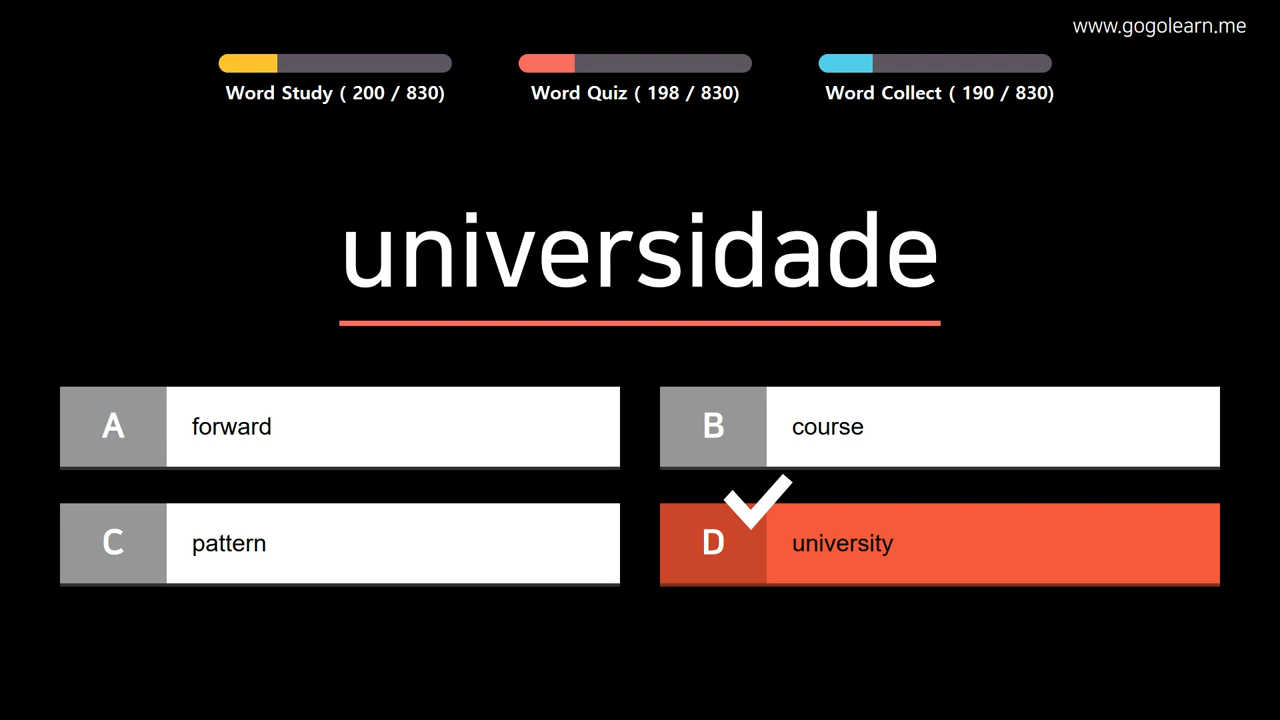 www.gogolearn.me
Word Study ( 200 / 830)
Word Quiz ( 198 / 830)
Word Collect ( 190 / 830)
universidade
A forward
B course
C pattern
D university